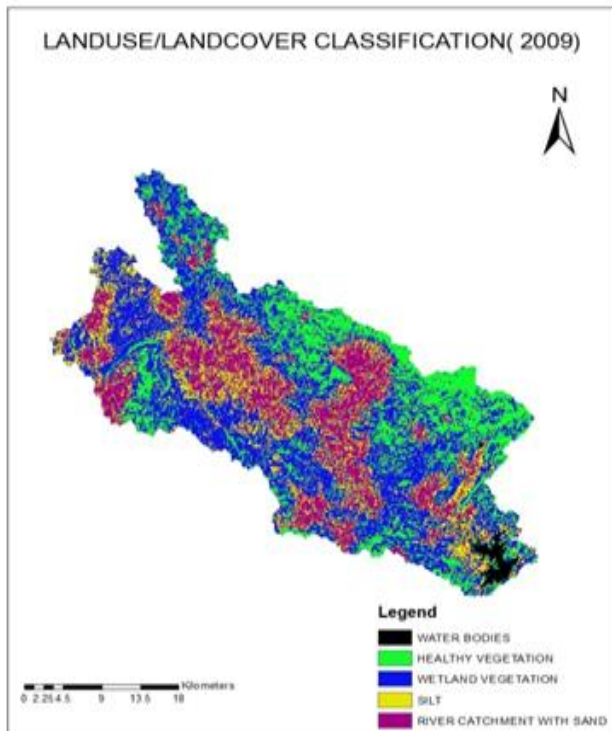 LANDUSE/LANDCOVER CLASSIFICATION( 2009)
N
Legend
WATER BODIES
HEALTHY VEGETATION
WETLAND VEGETATION
SILT
RIVER CATCHMENT WITH SAND
Kilometers
0 2.25 4.5 9 13.5 18